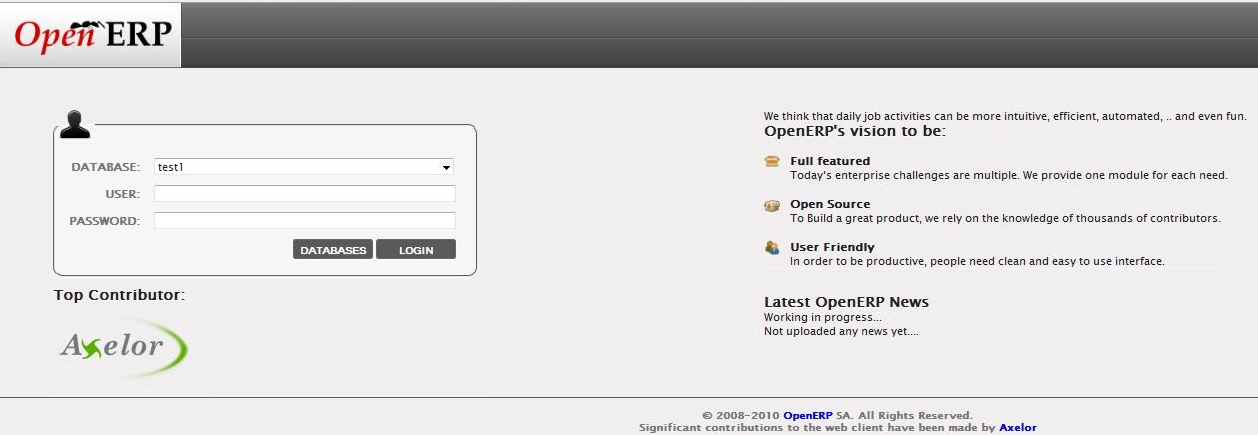 Open ERP
DATABASE: test1
USER:
PASSWORD:
DATABASES LOGIN
Top Contributor:
Axelor
We think that daily job activities can be more intuitive, efficient, automated, .. and even fun.
OpenERP's vision to be:
Full featured
Today's enterprise challenges are multiple. We provide one module for each need.
Open Source
To Build a great product, we rely on the knowledge of thousands of contributors.
User Friendly
In order to be productive, people need clean and easy to use interface.
Latest OpenERP News
Working in progress...
Not uploaded any news yet....
© 2008-2010 OpenERP SA. All Rights Reserved.
Significant contributions to the web client have been made by Axelor